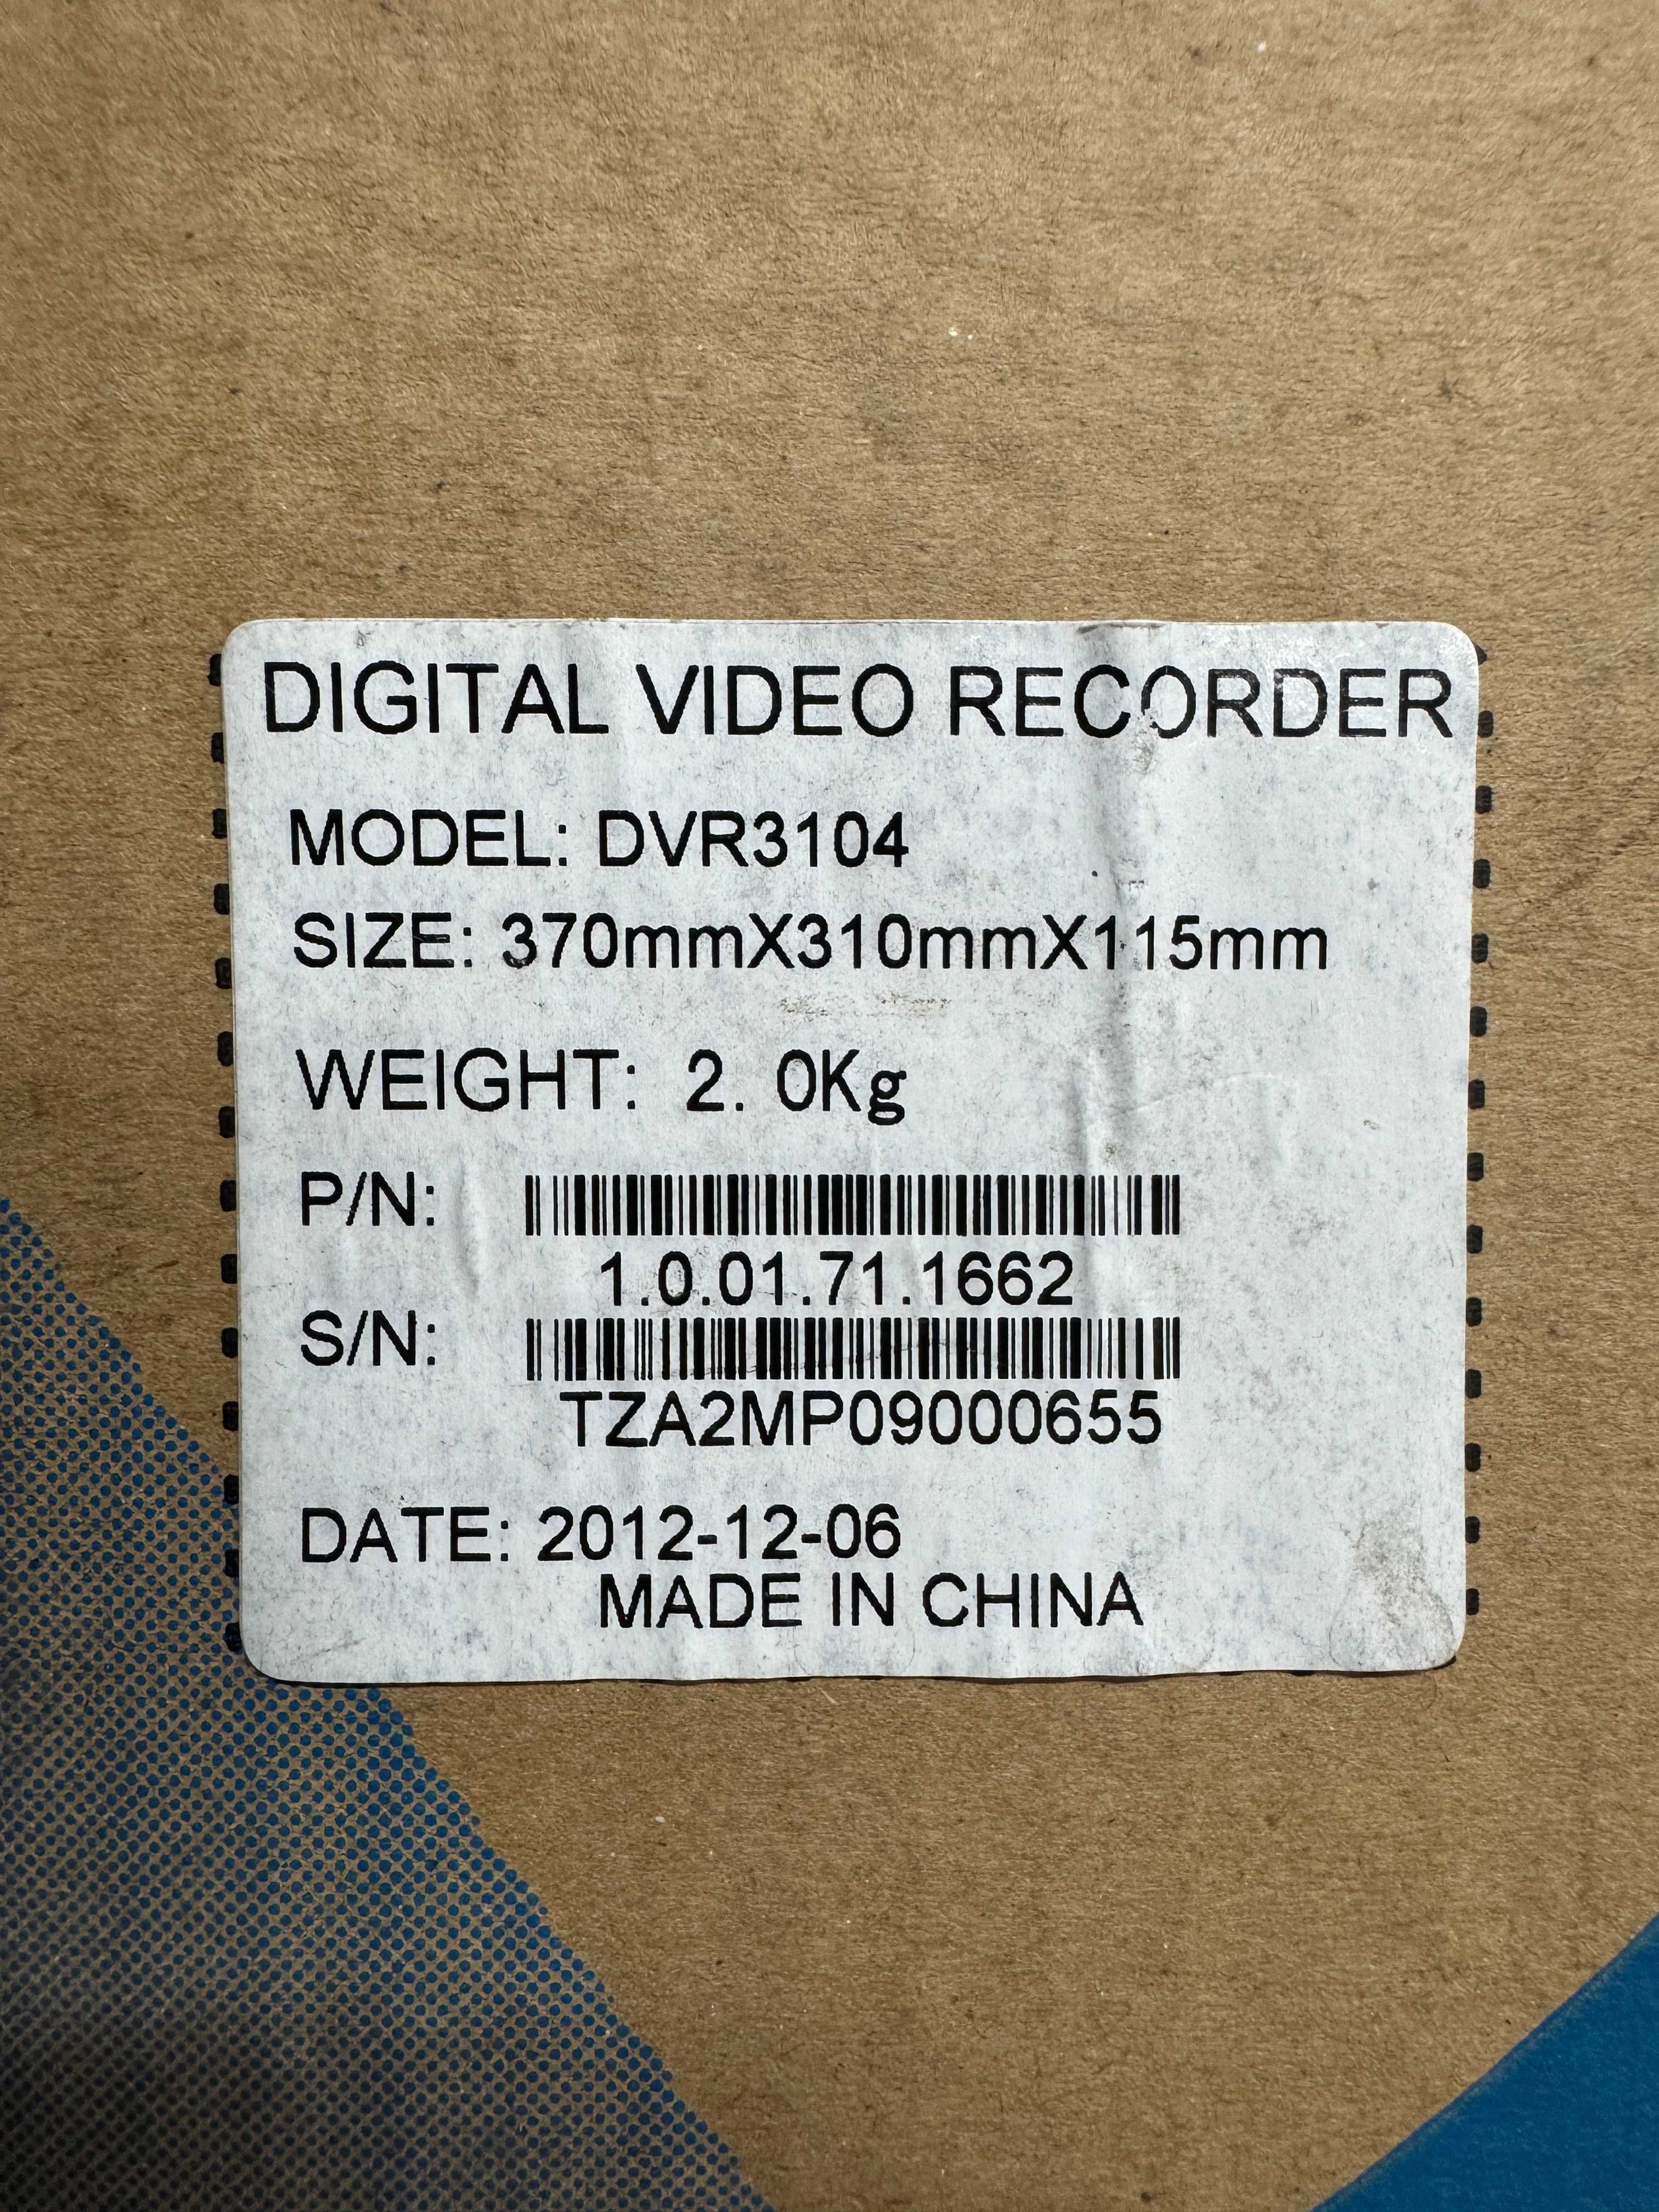 DIGITAL VIDEO RECORDER
MODEL: DVR3104
SIZE: 370mmX310mmX115mm
WEIGHT: 2. 0Kg
P/N:
1.0.01.71.1662
S/N:
TZA2MP09000655
DATE: 2012-12-06
MADE IN CHINA